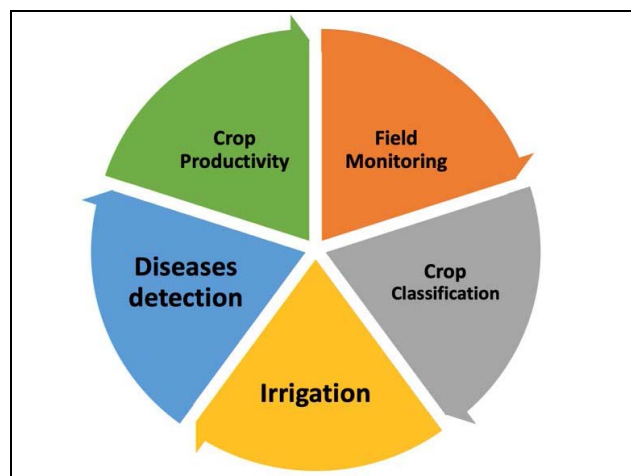 Crop
Productivity
Field
Monitoring
Diseases
detection
Crop
Classification
Irrigation